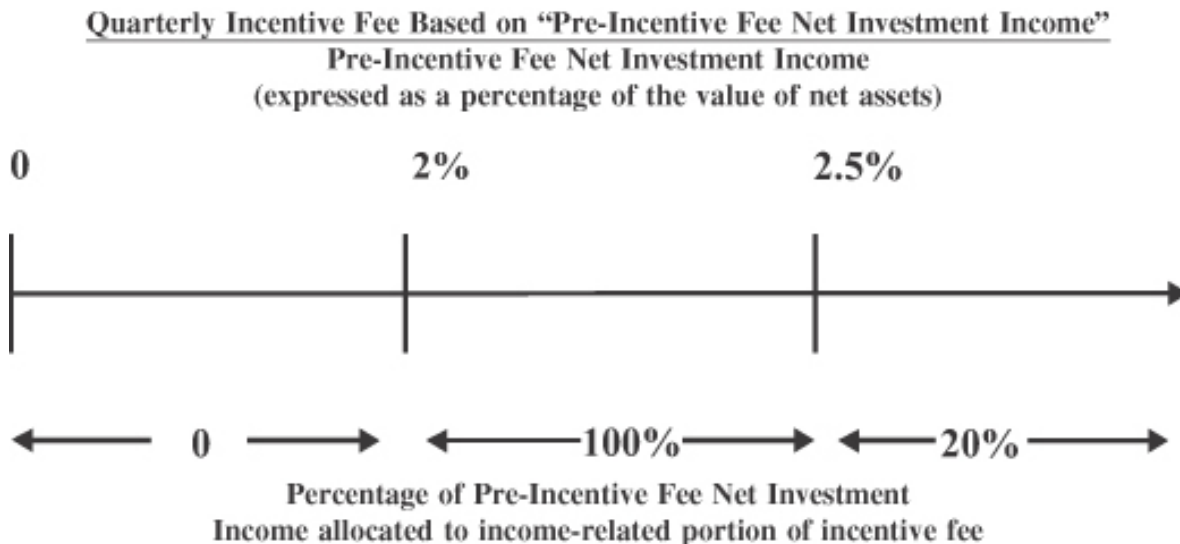 Quarterly Incentive Fee Based on “Pre-Incentive Fee Net Investment Income”
Pre-Incentive Fee Net Investment Income
(expressed as a percentage of the value of net assets)
0 2% 2.5%
0 100% 20%
Percentage of Pre-Incentive Fee Net Investment
Income allocated to income-related portion of incentive fee